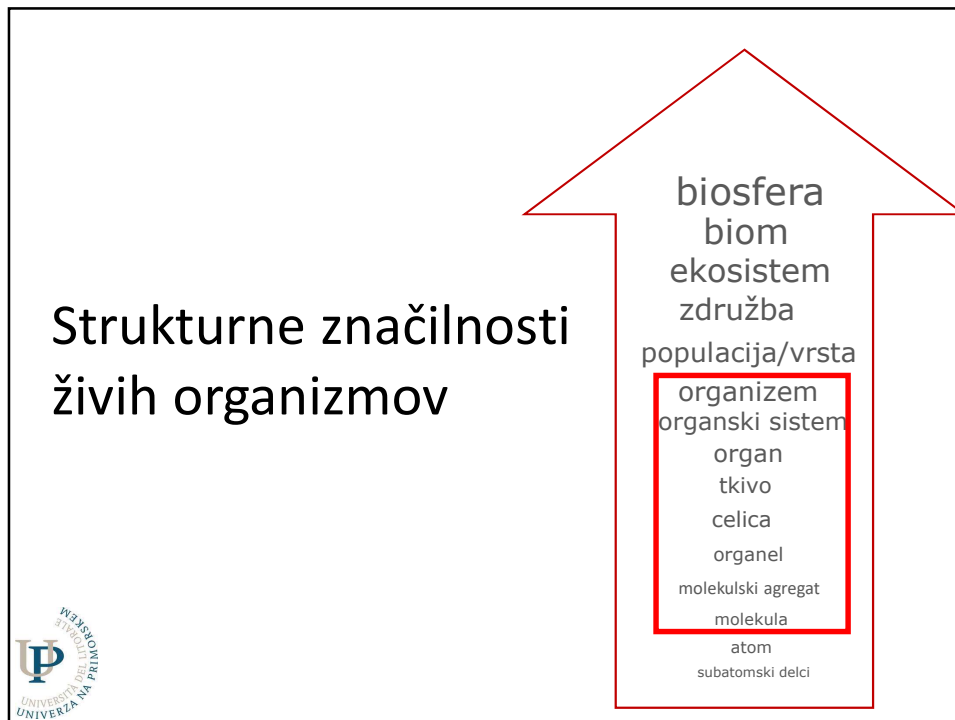 Strukturne značilnosti
živih organizmov
biosfera
biom
ekosistem
združba
populacija/vrsta
organizem
organski sistem
organ
tkivo
celica
organel
molekulski agregat
molekula
atom
subatomski delci
UP
UNIVERSITÀ DEL LITORALE
UNIVERZA NA PRIMORSKEM